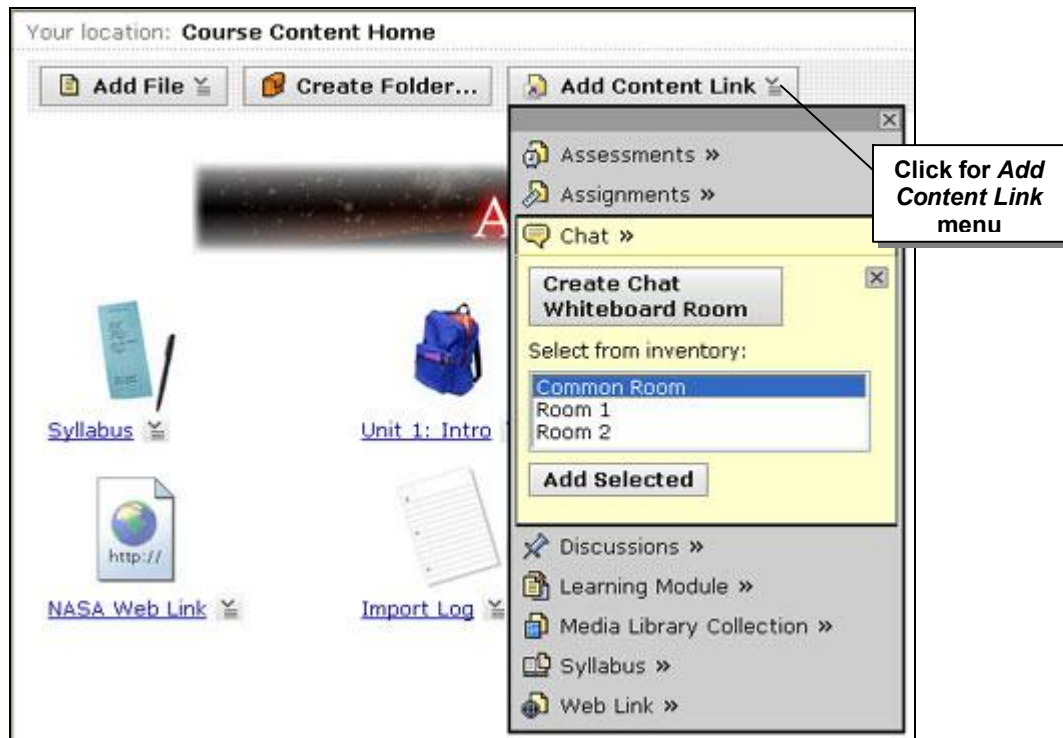 Your location: Course Content Home
Add File
Create Folder...
Add Content Link
Assessments »
Assignments »
Click for Add
Content Link
menu
A
Chat »
Create Chat
Whiteboard Room
Select from inventory:
Common Room
Room 1
Room 2
Add Selected
Syllabus
Unit 1: Intro
http://
NASA Web Link
Import Log
Discussions »
Learning Module »
Media Library Collection »
Syllabus »
Web Link »